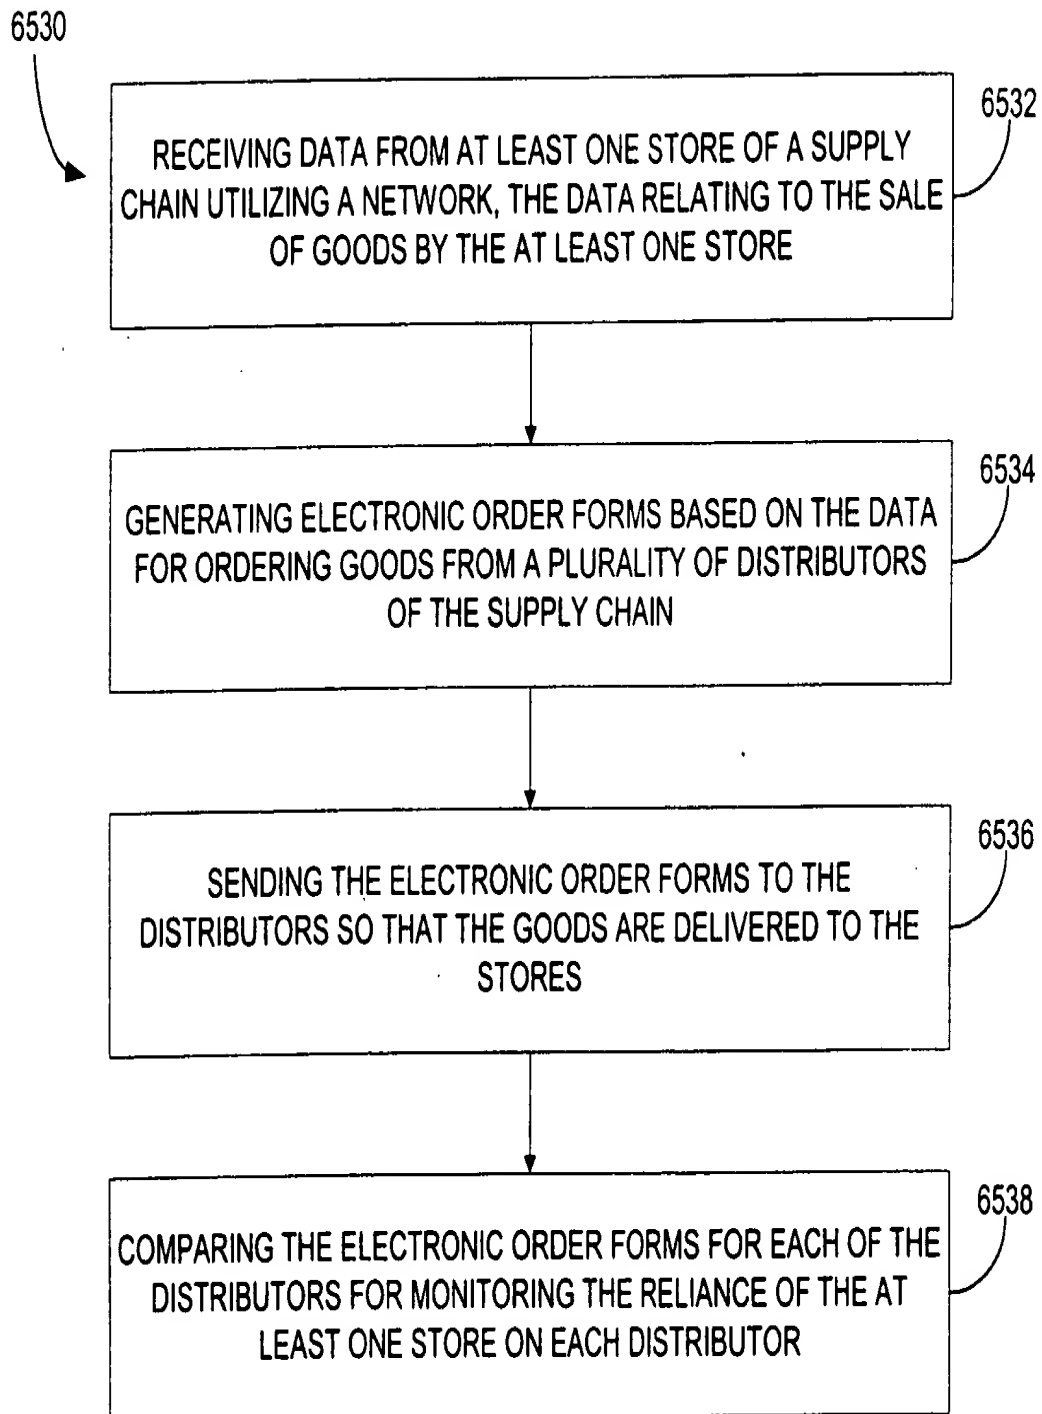 6530
6532
RECEIVING DATA FROM AT LEAST ONE STORE OF A SUPPLY
CHAIN UTILIZING A NETWORK, THE DATA RELATING TO THE SALE
OF GOODS BY THE AT LEAST ONE STORE
6534
GENERATING ELECTRONIC ORDER FORMS BASED ON THE DATA
FOR ORDERING GOODS FROM A PLURALITY OF DISTRIBUTORS
OF THE SUPPLY CHAIN
6536
SENDING THE ELECTRONIC ORDER FORMS TO THE
DISTRIBUTORS SO THAT THE GOODS ARE DELIVERED TO THE
STORES
6538
COMPARING THE ELECTRONIC ORDER FORMS FOR EACH OF THE
DISTRIBUTORS FOR MONITORING THE RELIANCE OF THE AT
LEAST ONE STORE ON EACH DISTRIBUTOR